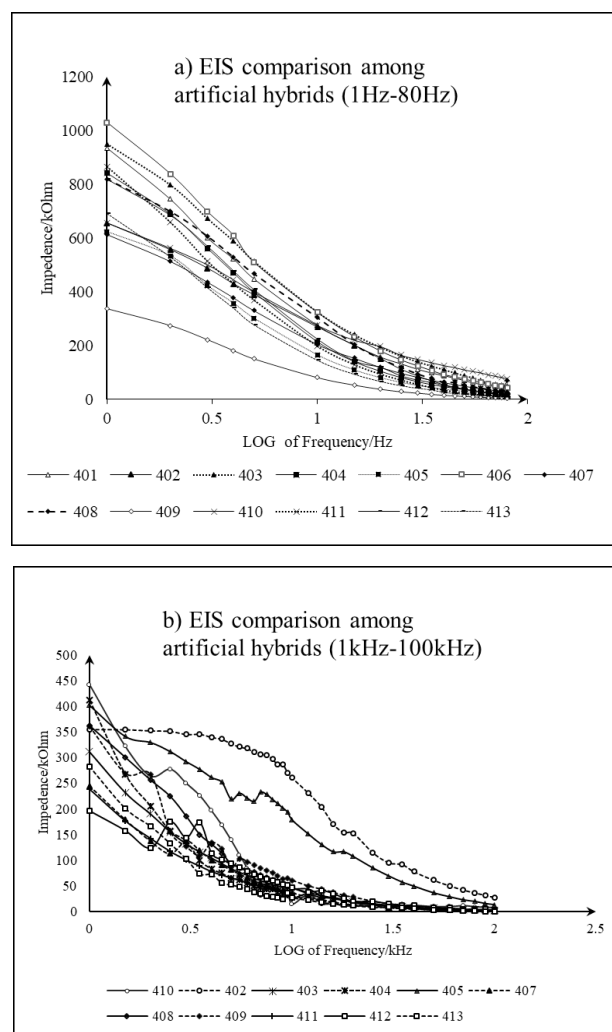 a) EIS comparison among
artificial hybrids (1Hz-80Hz)
1200
1000
800
600
400
200
0
Impedence/kOhm
0 0.5 1 1.5 2
LOG of Frequency/Hz
401 402 403 404 405 406 407
408 409 410 411 412 413
b) EIS comparison among
artificial hybrids (1kHz-100kHz)
500
450
400
350
300
250
200
150
100
50
0
Impedence/kOhm
0 0.5 1 1.5 2 2.5
LOG of Frequency/kHz
410 402 403 404 405 407
408 409 411 412 413